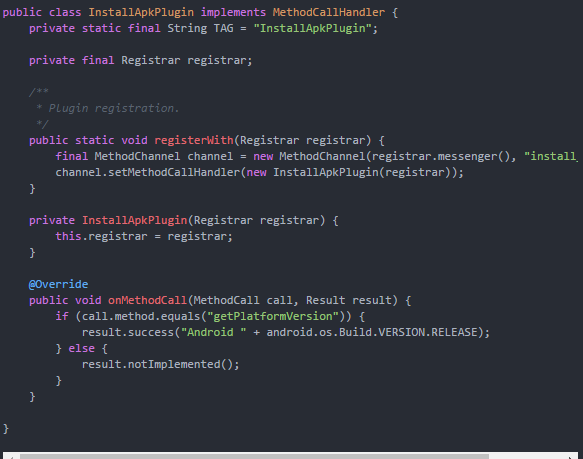 public class InstallApkPlugin implements MethodCallHandler {
    private static final String TAG = "InstallApkPlugin";

    private final Registrar registrar;

    /**
     * Plugin registration.
     */
    public static void registerWith(Registrar registrar) {
        final MethodChannel channel = new MethodChannel(registrar.messenger(), "install_
        channel.setMethodCallHandler(new InstallApkPlugin(registrar));
    }

    private InstallApkPlugin(Registrar registrar) {
        this.registrar = registrar;
    }

    @Override
    public void onMethodCall(MethodCall call, Result result) {
        if (call.method.equals("getPlatformVersion")) {
            result.success("Android " + android.os.Build.VERSION.RELEASE);
        } else {
            result.notImplemented();
        }
    }

}